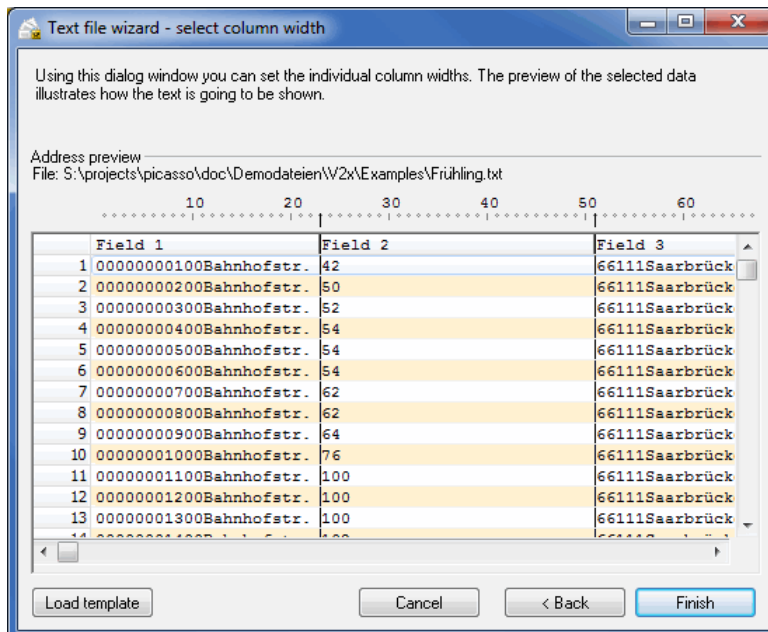 Text file wizard - select column width
Using this dialog window you can set the individual column widths. The preview of the selected data
illustrates how the text is going to be shown.
Address preview
File: S:\projects\picasso\doc\Demodateien\V2x\Examples\Frühling.txt
10 20 30 40 50 60
Field 1 Field 2 Field 3
1 00000000100Bahnhofstr. 42 66111Saarbrück
2 00000000200Bahnhofstr. 50 66111Saarbrück
3 00000000300Bahnhofstr. 52 66111Saarbrück
4 00000000400Bahnhofstr. 54 66111Saarbrück
5 00000000500Bahnhofstr. 54 66111Saarbrück
6 00000000600Bahnhofstr. 54 66111Saarbrück
7 00000000700Bahnhofstr. 62 66111Saarbrück
8 00000000800Bahnhofstr. 62 66111Saarbrück
9 00000000900Bahnhofstr. 64 66111Saarbrück
10 00000001000Bahnhofstr. 76 66111Saarbrück
11 00000001100Bahnhofstr. 100 66111Saarbrück
12 00000001200Bahnhofstr. 100 66111Saarbrück
13 00000001300Bahnhofstr. 100 66111Saarbrück
Load template Cancel < Back Finish